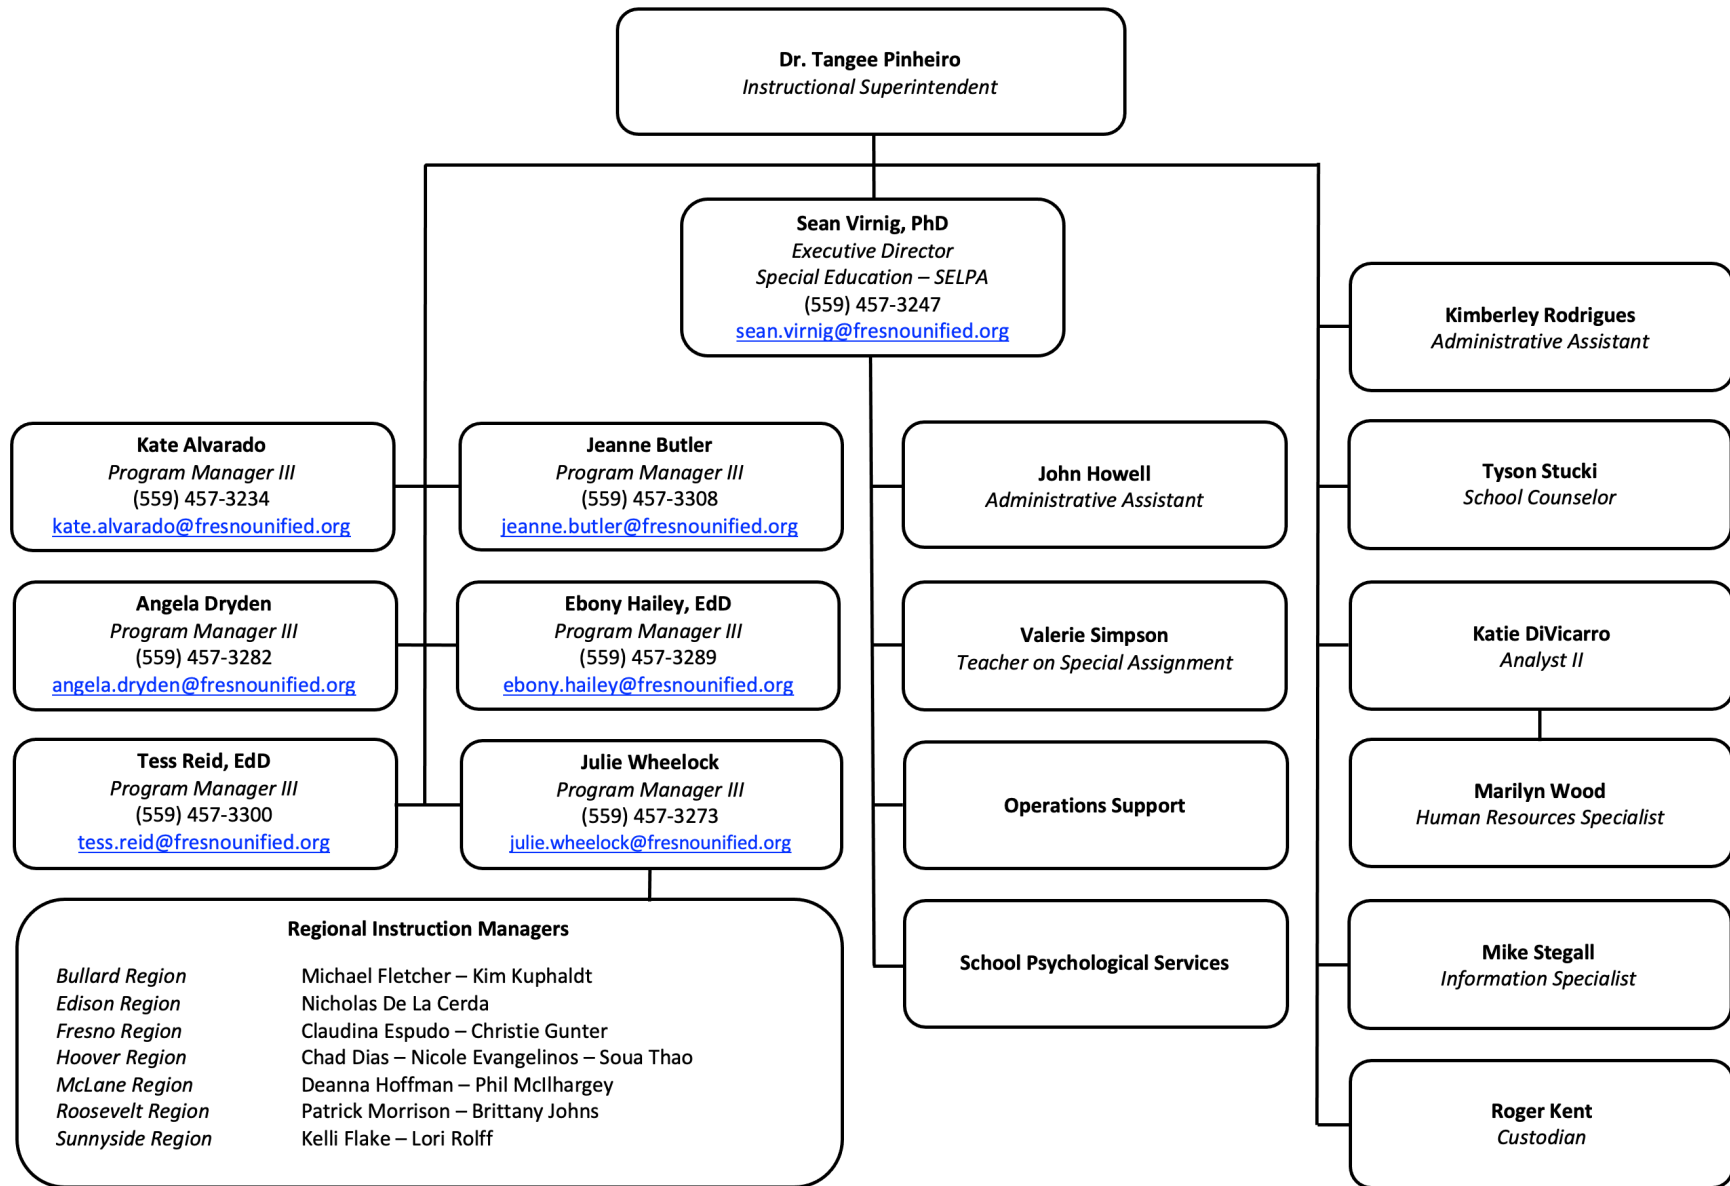 Dr. Tangee Pinheiro
Instructional Superintendent
Sean Virnig, PhD
Executive Director
Special Education – SELPA
(559) 457-3247
sean.virnig@fresnounified.org
Kate Alvarado
Program Manager III
(559) 457-3234
kate.alvarado@fresnounified.org
Jeanne Butler
Program Manager III
(559) 457-3308
jeanne.butler@fresnounified.org
Angela Dryden
Program Manager III
(559) 457-3282
angela.dryden@fresnounified.org
Ebony Hailey, EdD
Program Manager III
(559) 457-3289
ebony.hailey@fresnounified.org
Tess Reid, EdD
Program Manager III
(559) 457-3300
tess.reid@fresnounified.org
Julie Wheelock
Program Manager III
(559) 457-3273
julie.wheelock@fresnounified.org
Regional Instruction Managers
Bullard Region Michael Fletcher – Kim Kuphaldt
Edison Region Nicholas De La Cerda
Fresno Region Claudina Espudo – Christie Gunter
Hoover Region Chad Dias – Nicole Evangelinos – Soua Thao
McLane Region Deanna Hoffman – Phil McIlhargey
Roosevelt Region Patrick Morrison – Brittany Johns
Sunnyside Region Kelli Flake – Lori Rolff
John Howell
Administrative Assistant
Valerie Simpson
Teacher on Special Assignment
Operations Support
School Psychological Services
Kimberley Rodrigues
Administrative Assistant
Tyson Stucki
School Counselor
Katie DiVicarro
Analyst II
Marilyn Wood
Human Resources Specialist
Mike Stegall
Information Specialist
Roger Kent
Custodian